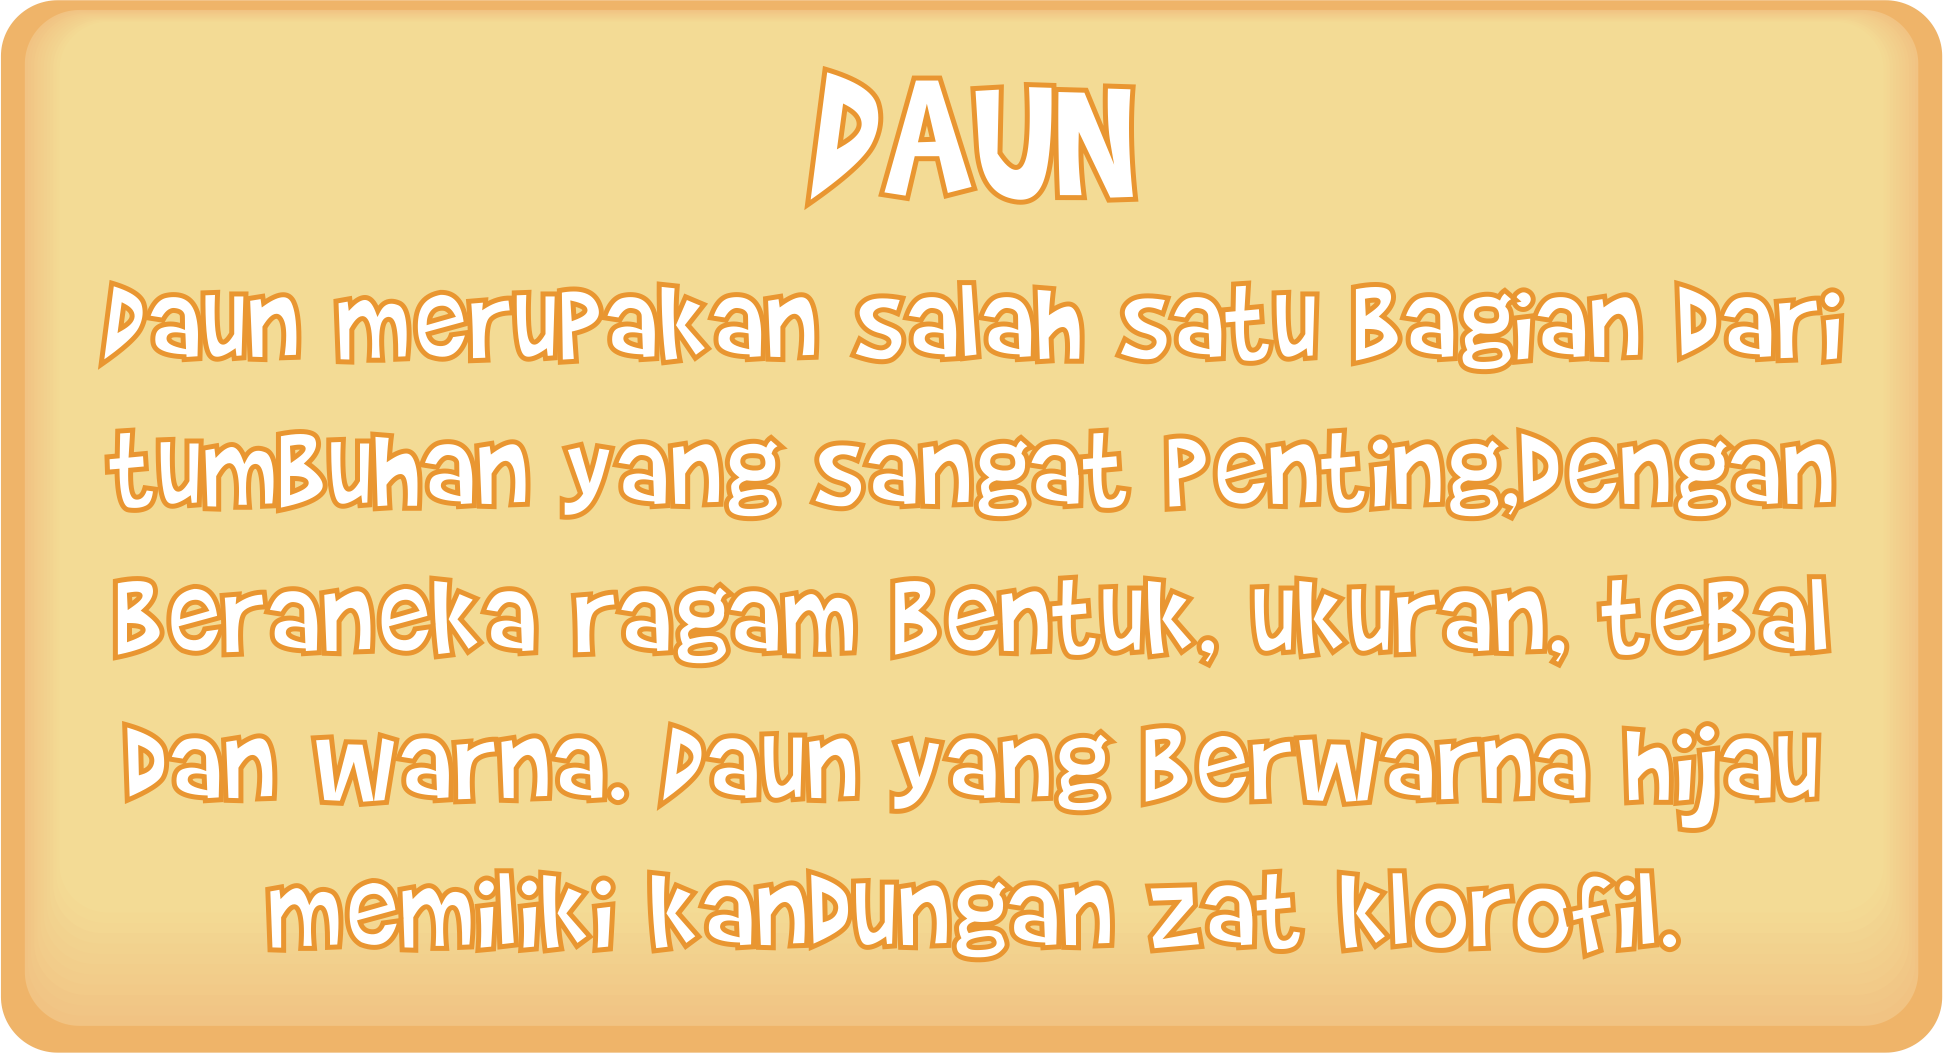 DAUN
Daun merupakan salah satu bagian dari
tumbuhan yang sangat penting,dengan
beraneka ragam bentuk, ukuran, tebal
dan warna. Daun yang berwarna hijau
memiliki kandungan zat klorofil.